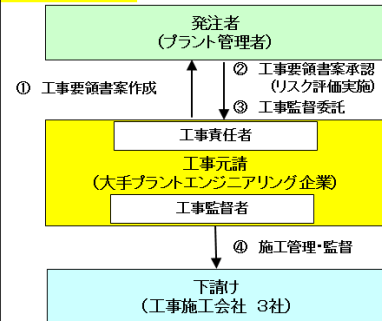 発注者
(プラント管理者)
① 工事要領書案作成
② 工事要領書案承認
(リスク評価実施)
③ 工事監督委託
工事責任者
工事元請
(大手プラントエンジニアリング企業)
工事監督者
④ 施工管理・監督
下請け
(工事施工会社 3社)